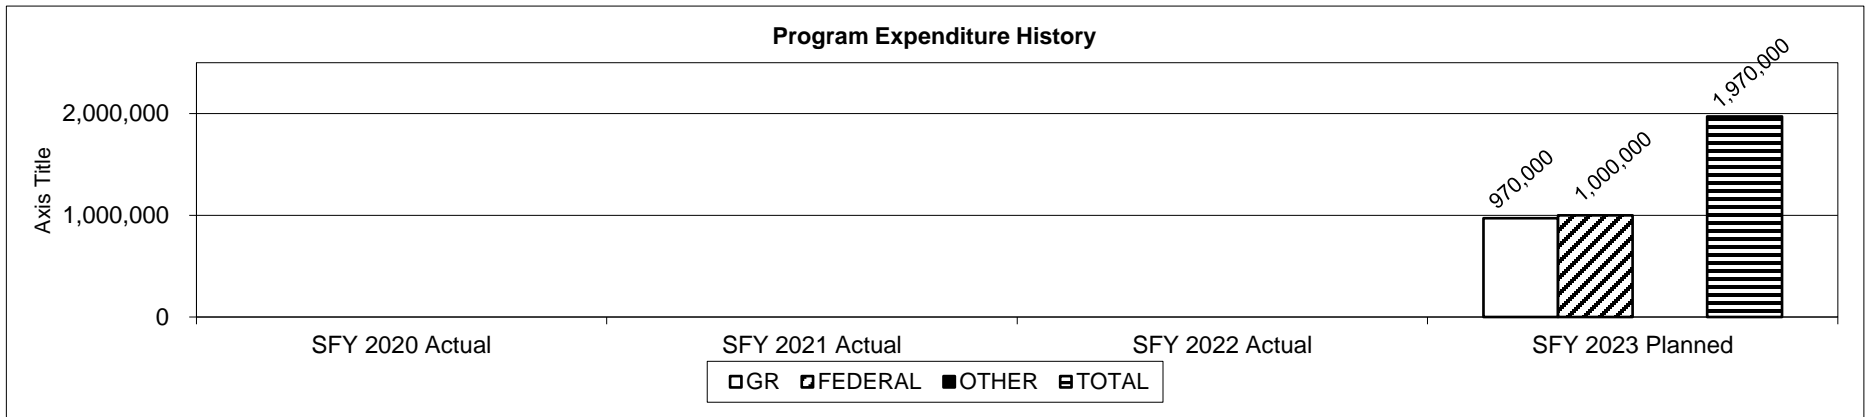 Program Expenditure History
Axis Title
2,000,000
1,000,000
0
970,000
1,000,000
1,970,000
SFY 2020 Actual
SFY 2021 Actual
SFY 2022 Actual
SFY 2023 Planned
GR FEDERAL OTHER TOTAL